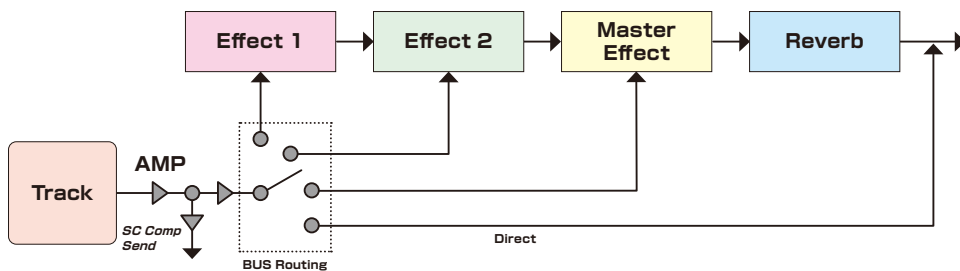 Effect 1
Effect 2
Master
Effect
Reverb
Track
AMP
SC Comp
Send
Direct
BUS Routing